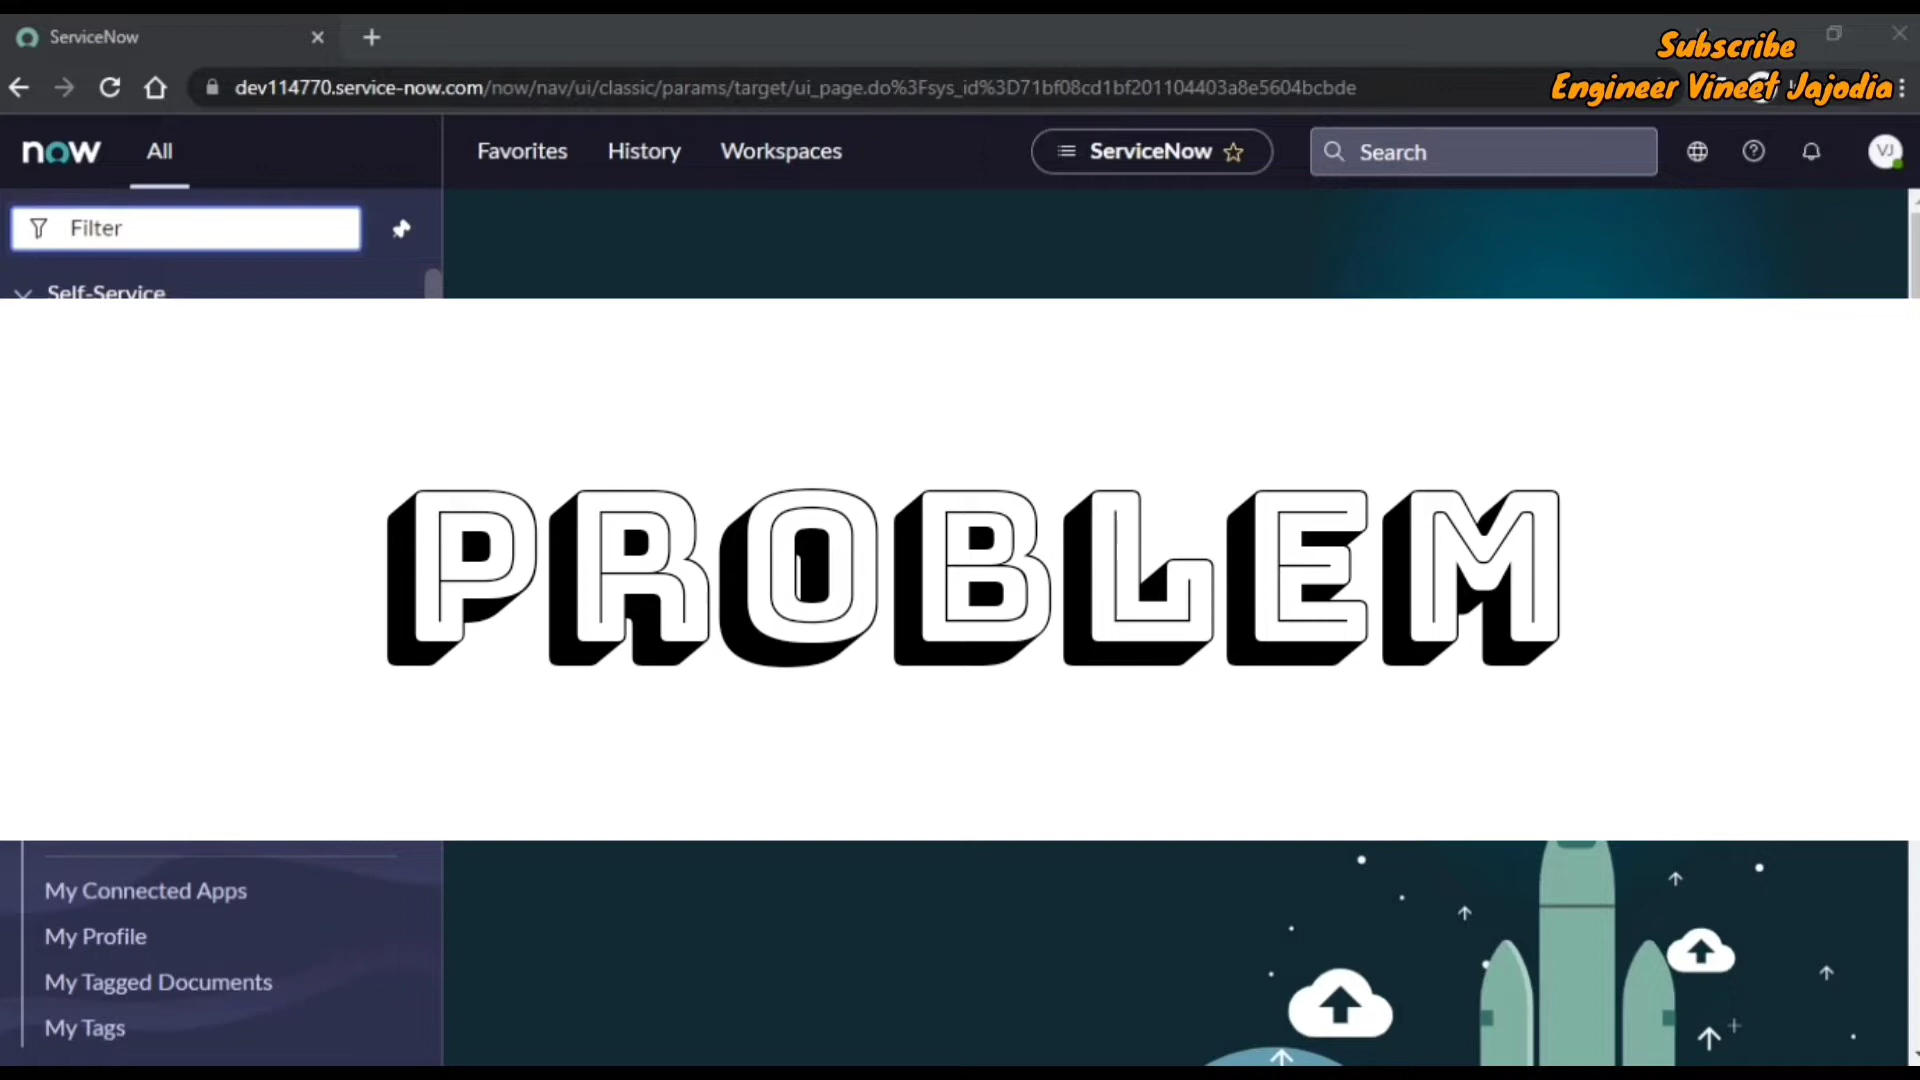 ServiceNow
Subscribe
Engineer Vineet Jajodia
dev114770.service-now.com/now/nav/ui/classic/params/target/ui_page.do%3Fsys_id%3D71bf08cd1bf201104403a8e5604bcbde
now All Favorites History Workspaces ServiceNow Search VJ
Filter
Self-Service
PROBLEM
My Connected Apps
My Profile
My Tagged Documents
My Tags